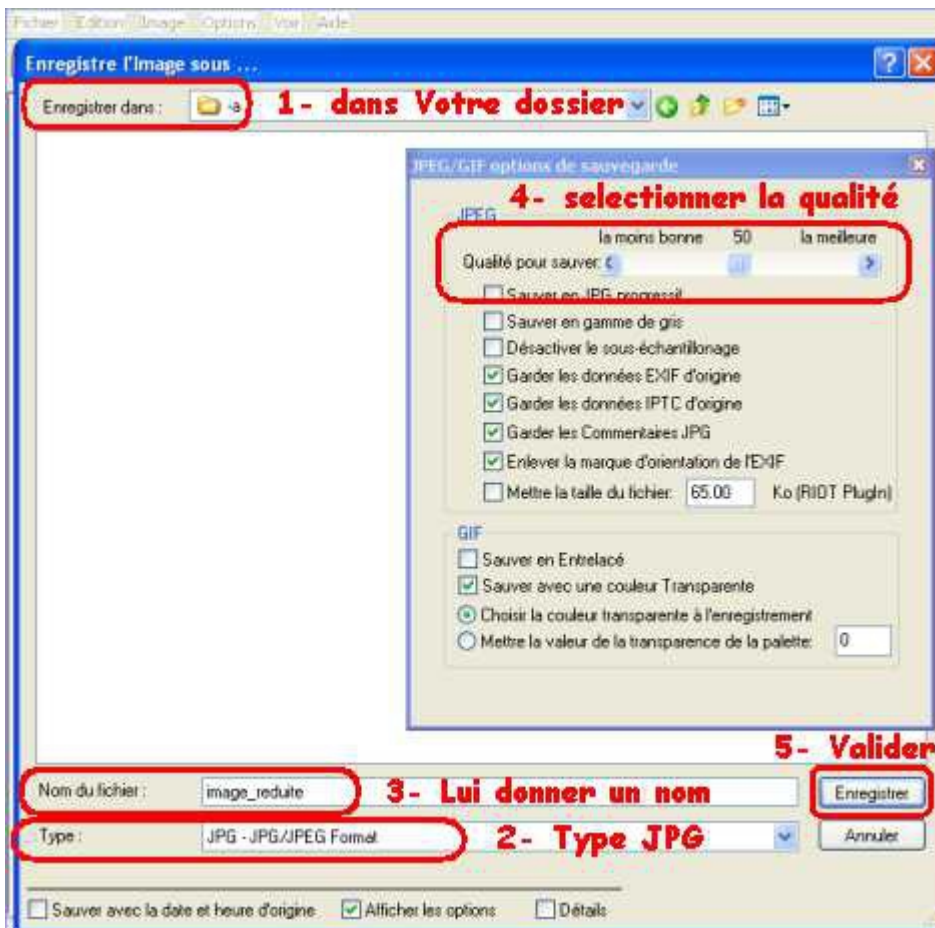 Fichier Edition Image Options Voir Aide
Enregistre l'Image sous ...
Enregistrer dans : -a 1- dans Votre dossier
JPEG/GIF options de sauvegarde
4- selectionner la qualité
JPEG
la moins bonne 50 la meilleure
Qualité pour sauver:
Sauver en JPG progressif
Sauver en gamme de gris
Désactiver le sous-échantillonage
Garder les données EXIF d'origine
Garder les données IPTC d'origine
Garder les Commentaires JPG
Enlever la marque d'orientation de l'EXIF
Mettre la taille du fichier: 65.00 Ko (RIOT PlugIn)
GIF
Sauver en Entrelacé
Sauver avec une couleur Transparente
Choisir la couleur transparente à l'enregistrement
Mettre la valeur de la transparence de la palette: 0
5- Valider
Nom du fichier : image_reduite 3- Lui donner un nom Enregistrer
Type : JPG - JPG/JPEG Format 2- Type JPG Annuler
Sauver avec la date et heure d'origine Afficher les options Détails